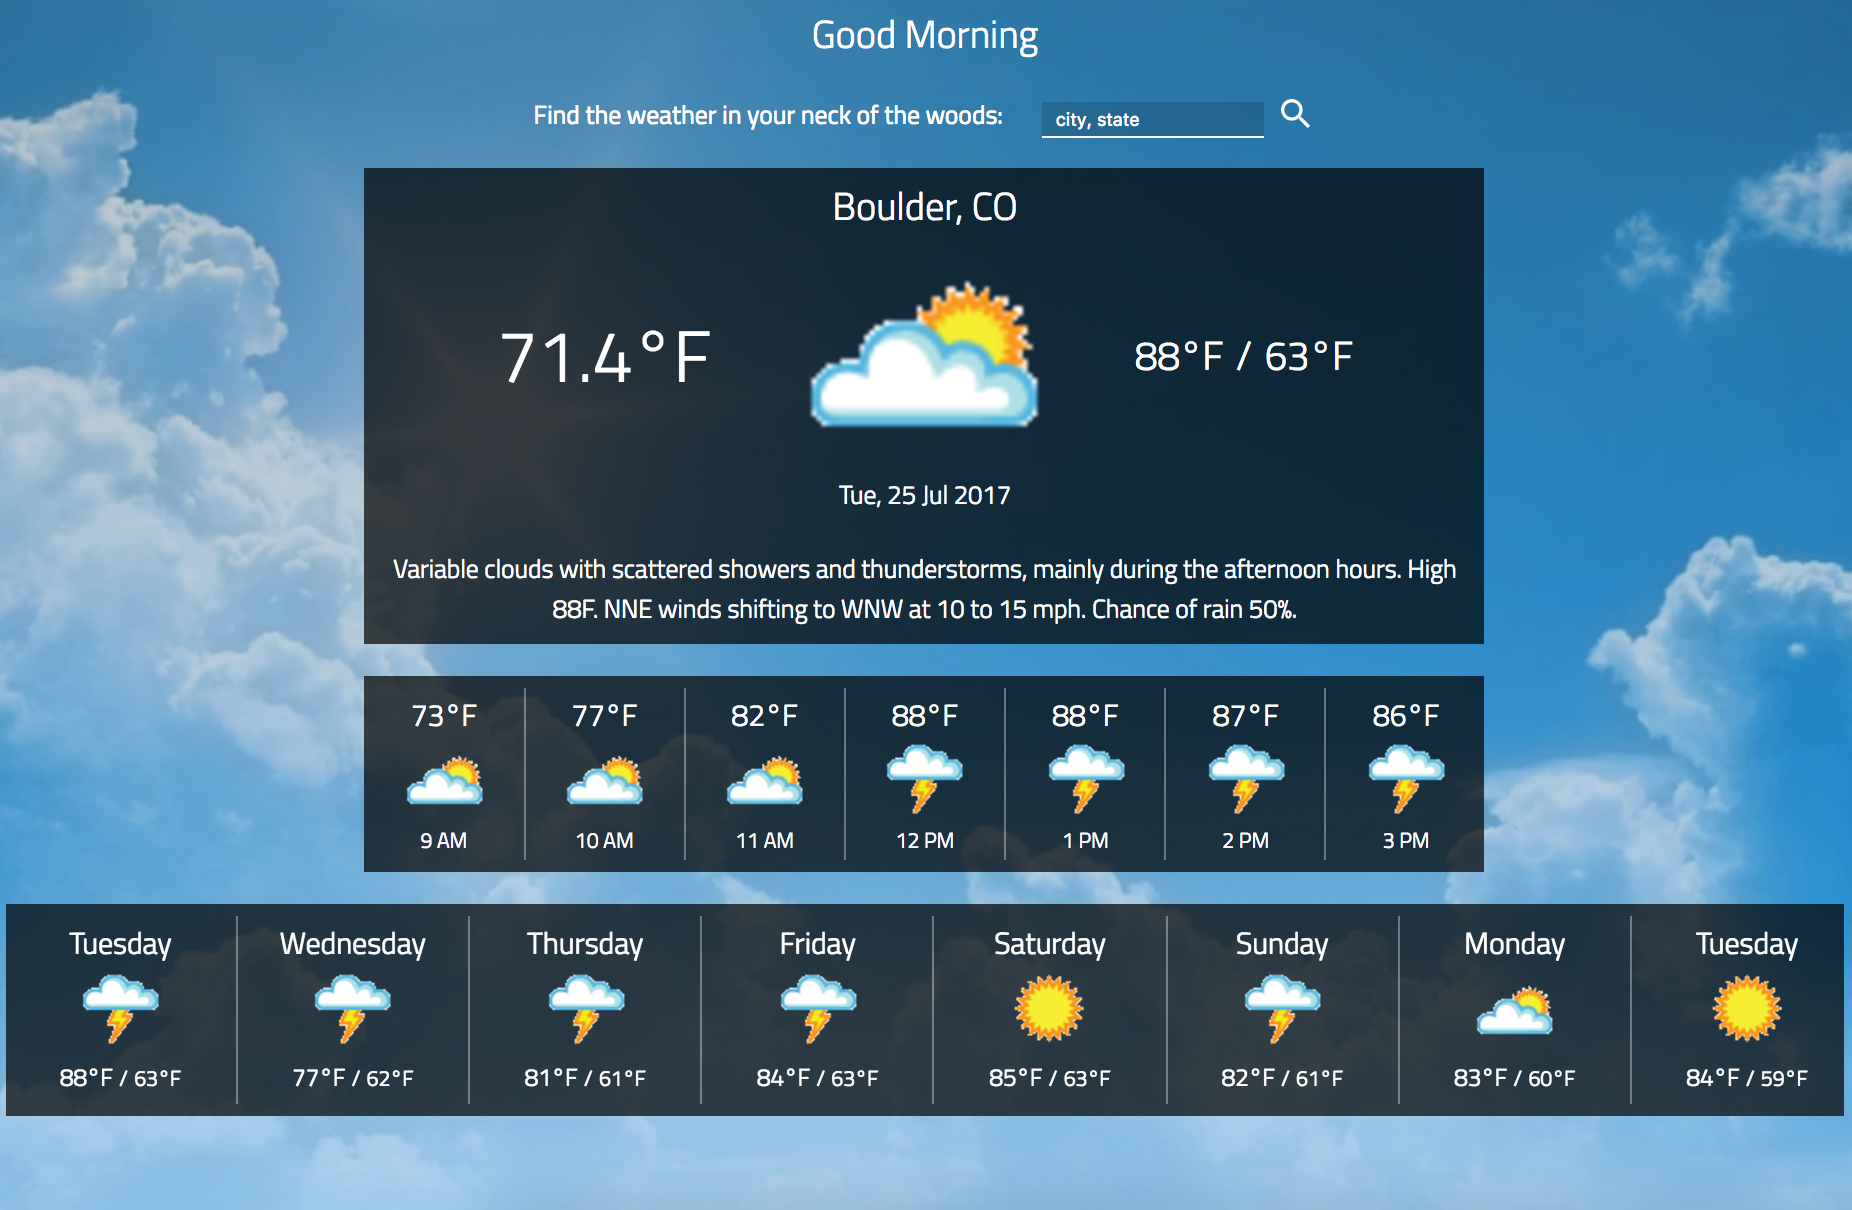 Good Morning
Find the weather in your neck of the woods: city, state
Boulder, CO
71.4°F 88°F / 63°F
Tue, 25 Jul 2017
Variable clouds with scattered showers and thunderstorms, mainly during the afternoon hours. High
88F. NNE winds shifting to WNW at 10 to 15 mph. Chance of rain 50%.
73°F 77°F 82°F 88°F 88°F 87°F 86°F
9 AM 10 AM 11 AM 12 PM 1 PM 2 PM 3 PM
Tuesday Wednesday Thursday Friday Saturday Sunday Monday Tuesday
88°F / 63°F 77°F / 62°F 81°F / 61°F 84°F / 63°F 85°F / 63°F 82°F / 61°F 83°F / 60°F 84°F / 59°F